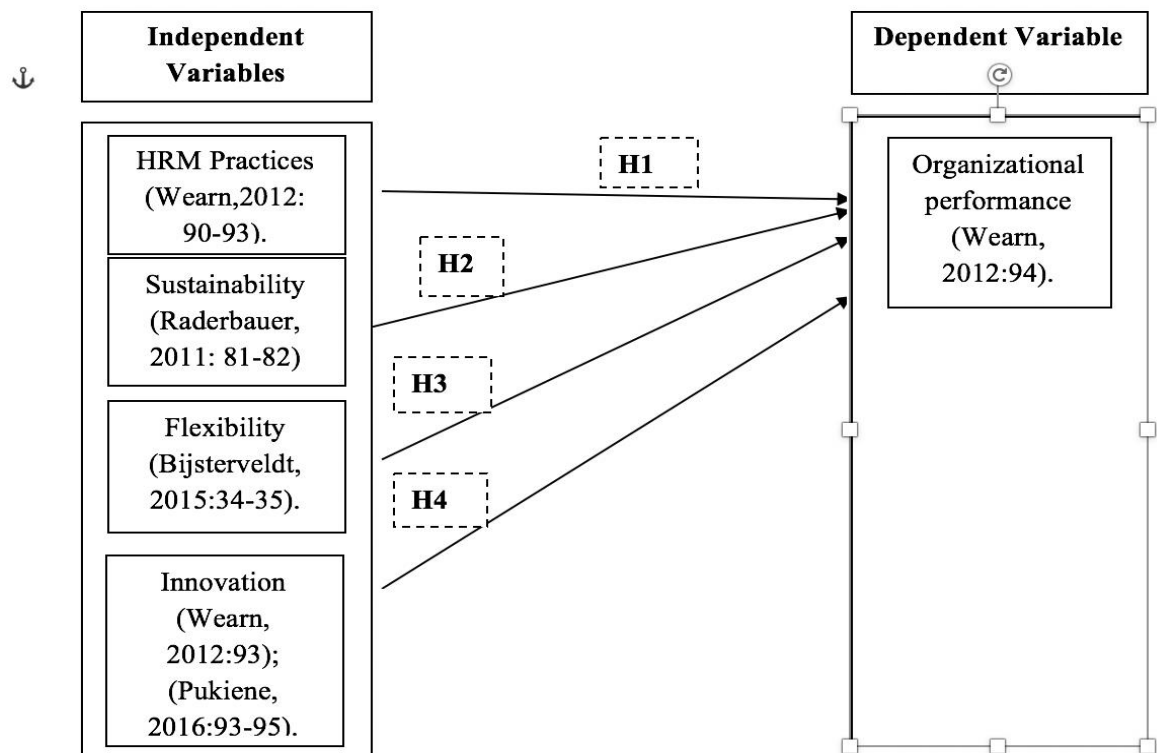 Independent
Variables
HRM Practices
(Wearn,2012:
90-93).
Sustainability
(Raderbauer,
2011: 81-82)
Flexibility
(Bijsterveldt,
2015:34-35).
Innovation
(Wearn,
2012:93);
(Pukiene,
2016:93-95).
H1
H2
H3
H4
Dependent Variable
Organizational
performance
(Wearn,
2012:94).